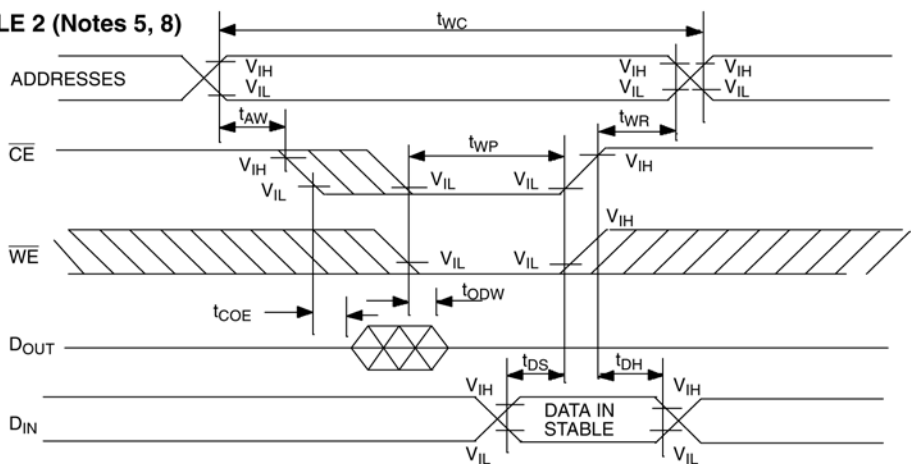 LE 2 (Notes 5, 8)
tWC
ADDRESSES
VIH
VIL
VIH
VIL
VIH
VIL
tAW
tWR
CE
VIH
VIL
tWP
VIL
VIL
VIH
WE
VIL
VIL
VIH
tCOE
tODW
DOUT
tDS
tDH
DIN
VIH
VIL
DATA IN
STABLE
VIH
VIL